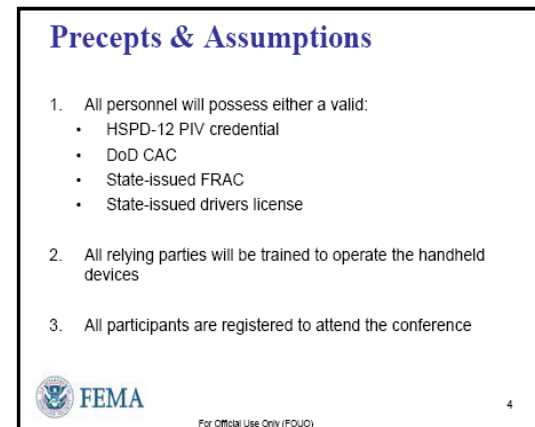 Precepts & Assumptions
1. All personnel will possess either a valid:
• HSPD-12 PIV credential
• DoD CAC
• State-issued FRAC
• State-issued drivers license
2. All relying parties will be trained to operate the handheld
devices
3. All participants are registered to attend the conference
FEMA
4
For Official Use Only (FOUO)